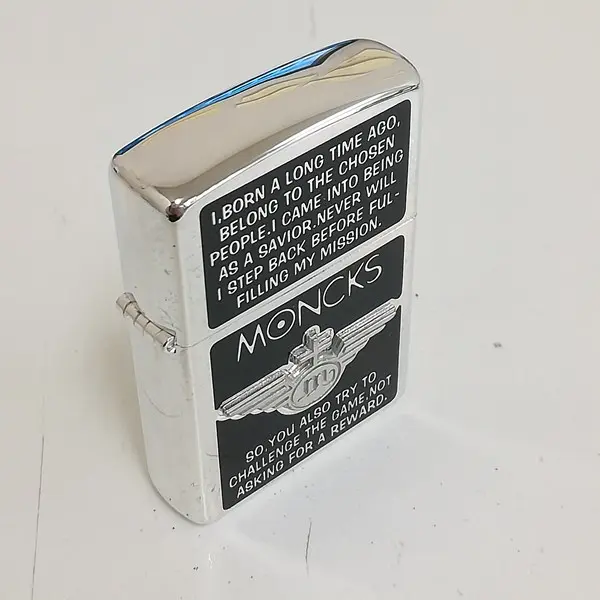 I,BORN A LONG TIME AGO,
BELONG TO THE CHOSEN
PEOPLE.I CAME INTO BEING
AS A SAVIOR.NEVER WILL
I STEP BACK BEFORE FUL-
FILLING MY MISSION.
MONCKS
m
SO,YOU ALSO TRY TO
CHALLENGE THE GAME,NOT
ASKING FOR A REWARD.